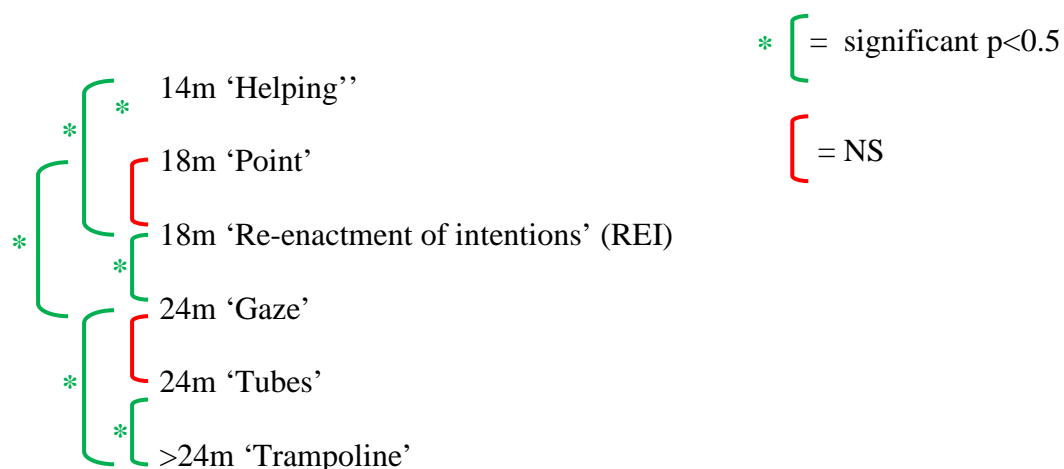 * = significant p<0.5
14m ‘Helping’’
*
*
18m ‘Point’
= NS
18m ‘Re-enactment of intentions’ (REI)
*
*
24m ‘Gaze’
24m ‘Tubes’
*
*
>24m ‘Trampoline’